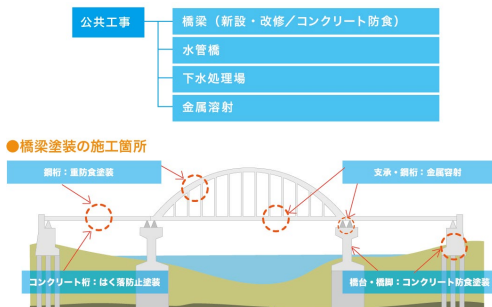 公共工事
橋梁（新設・改修／コンクリート防食）
水管橋
下水処理場
金属溶射
●橋梁塗装の施工箇所
鋼桁：重防食塗装
支承・鋼桁：金属容射
コンクリート桁：はく落防止塗装
橋台・橋脚：コンクリート防食塗装